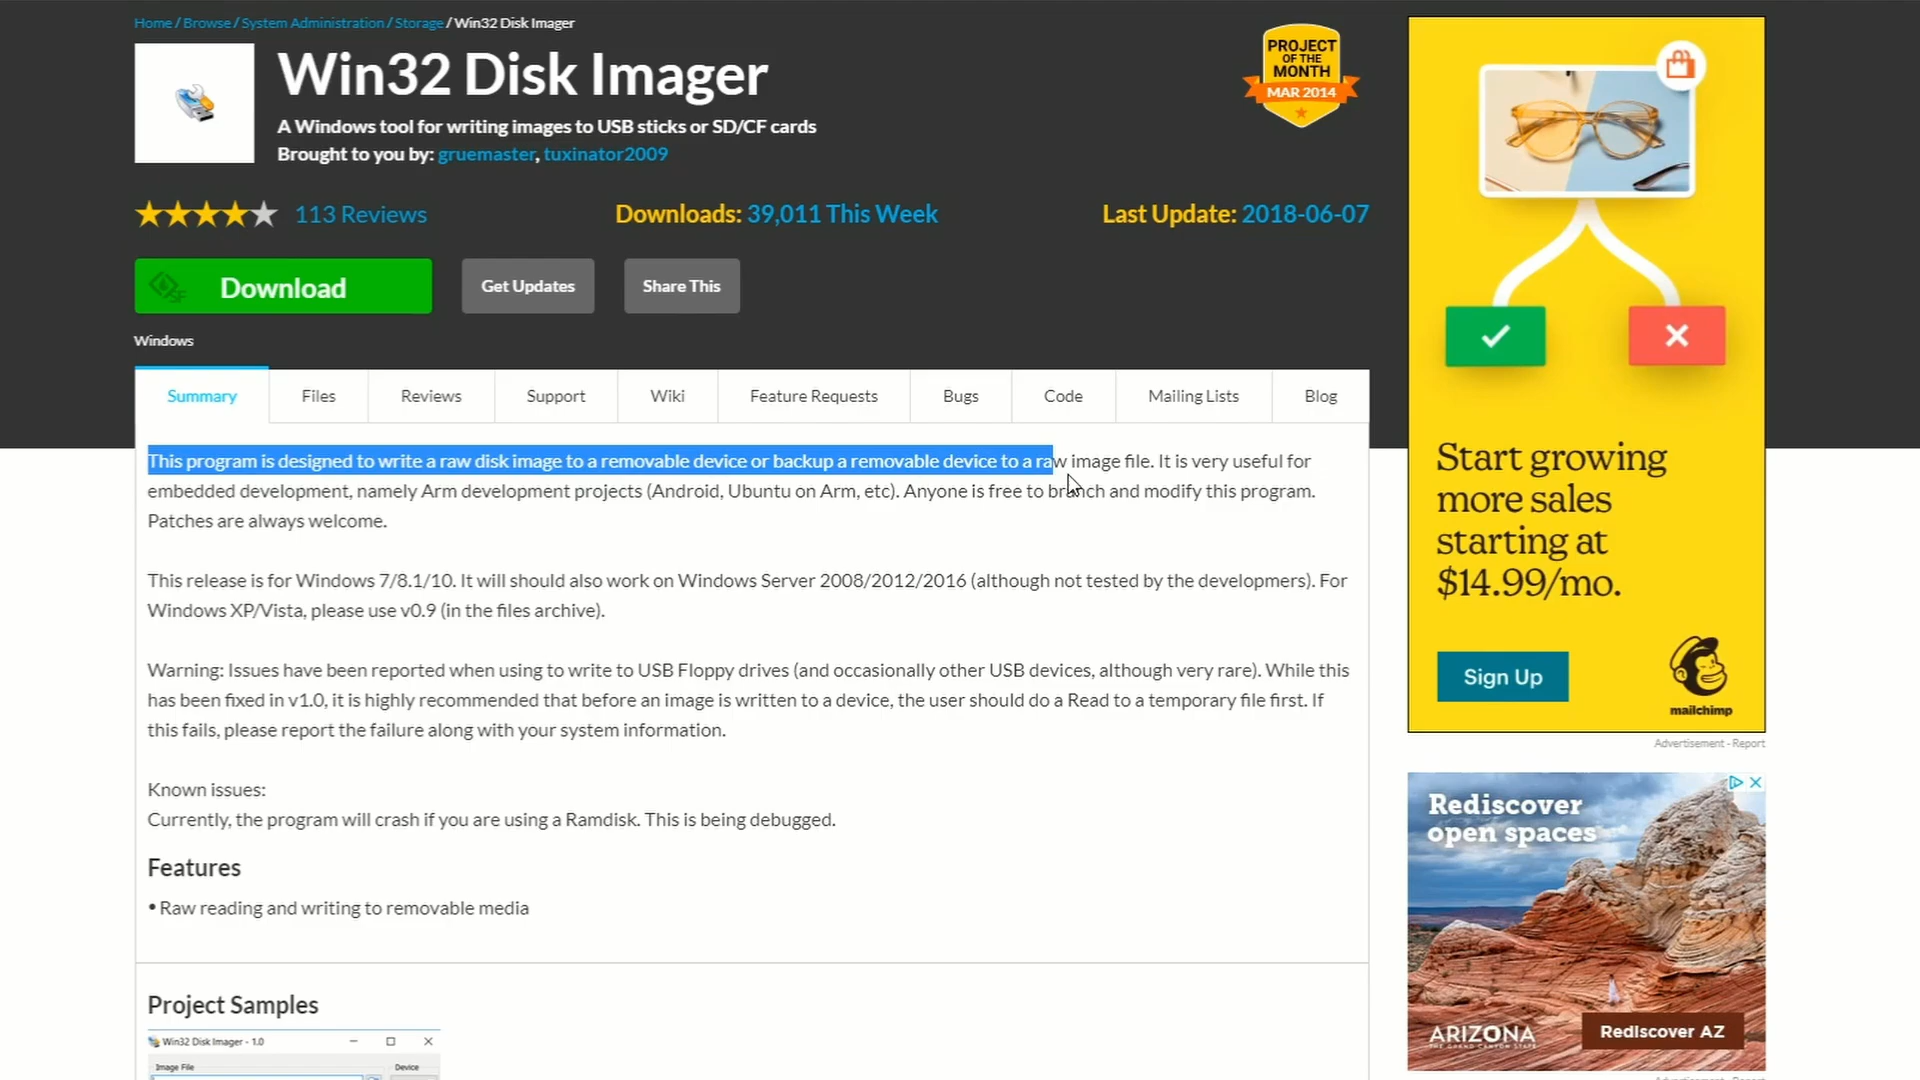 Home / Browse / System Administration / Storage / Win32 Disk Imager
Win32 Disk Imager
A Windows tool for writing images to USB sticks or SD/CF cards
Brought to you by: gruemaster, tuxinator2009
PROJECT
OF THE
MONTH
MAR 2014
113 Reviews
Downloads: 39,011 This Week
Last Update: 2018-06-07
Download
Get Updates
Share This
Windows
Summary
Files
Reviews
Support
Wiki
Feature Requests
Bugs
Code
Mailing Lists
Blog
This program is designed to write a raw disk image to a removable device or backup a removable device to a raw image file. It is very useful for
embedded development, namely Arm development projects (Android, Ubuntu on Arm, etc). Anyone is free to branch and modify this program.
Patches are always welcome.
This release is for Windows 7/8.1/10. It will should also work on Windows Server 2008/2012/2016 (although not tested by the developmers). For
Windows XP/Vista, please use v0.9 (in the files archive).
Warning: Issues have been reported when using to write to USB Floppy drives (and occasionally other USB devices, although very rare). While this
has been fixed in v1.0, it is highly recommended that before an image is written to a device, the user should do a Read to a temporary file first. If
this fails, please report the failure along with your system information.
Known issues:
Currently, the program will crash if you are using a Ramdisk. This is being debugged.
Features
• Raw reading and writing to removable media
Project Samples
Win32 Disk Imager - 1.0
Image File
Device
Start growing
more sales
starting at
$14.99/mo.
Sign Up
mailchimp
Advertisement - Report
Rediscover
open spaces
ARIZONA
THE GRAND CANYON STATE
Rediscover AZ